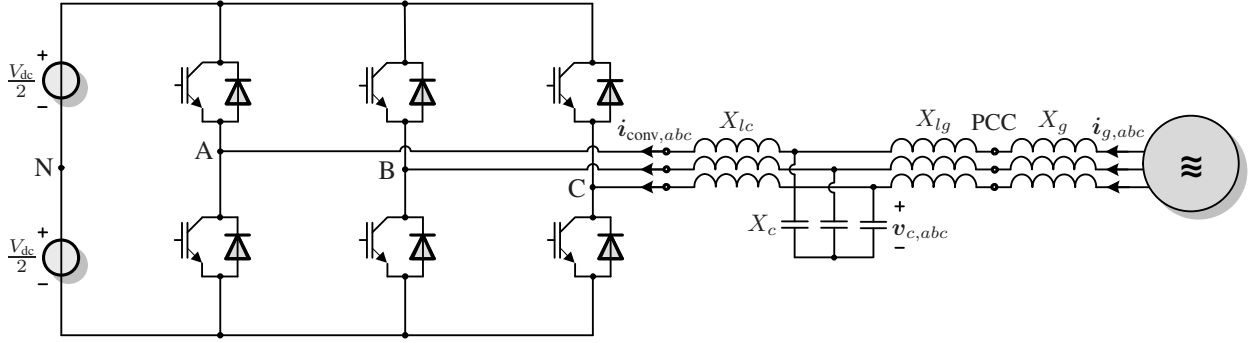 +
V_dc/2
−
N
+
V_dc/2
−
A
B
C
i_conv,abc
X_lc
X_lg
PCC
X_g
i_g,abc
≋
X_c
+
v_c,abc
−